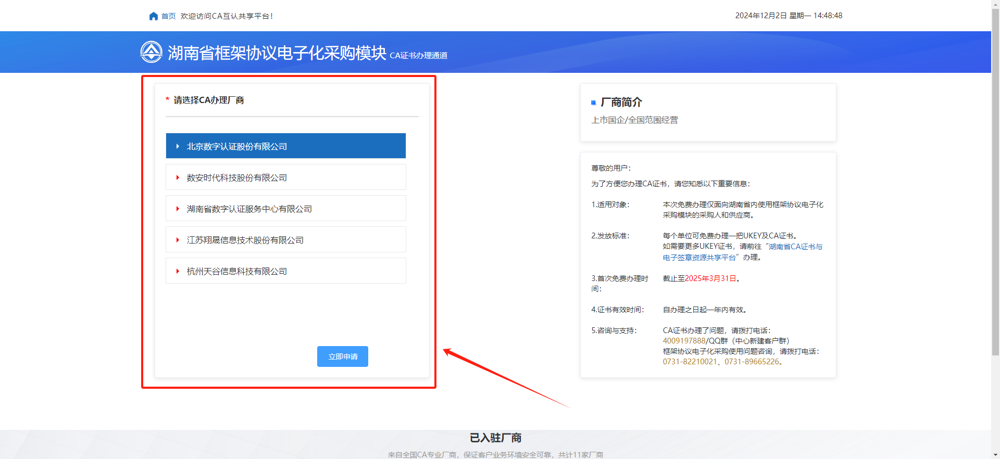 首页 欢迎访问CA互认共享平台！
2024年12月2日 星期一 14:48:48
湖南省框架协议电子化采购模块 CA证书办理通道
* 请选择CA办理厂商
北京数字认证股份有限公司
数安时代科技股份有限公司
湖南省数字认证服务中心有限公司
江苏翔晟信息技术股份有限公司
杭州天谷信息科技有限公司
立即申请
厂商简介
上市国企/全国范围经营
尊敬的用户：
为了方便您办理CA证书，请您知悉以下重要信息：
1.适用对象：
本次免费办理仅面向湖南省内使用框架协议电子化
采购模块的采购人和供应商。
2.发放标准：
每个单位可免费办理一把UKEY及CA证书。
如需要更多UKEY证书，请前往“湖南省CA证书与
电子签章资源共享平台”办理。
3.首次免费办理时
间：
截止至2025年3月31日。
4.证书有效时间：
自办理之日起一年内有效。
5.咨询与支持：
CA证书办理了问题，请拨打电话：
4009197888/QQ群（中心新建客户群）
框架协议电子化采购使用问题咨询，请拨打电话：
0731-82210021、0731-89665226。
已入驻厂商
来自全国CA专业厂商，保证客户业务环境安全可靠，共计11家厂商